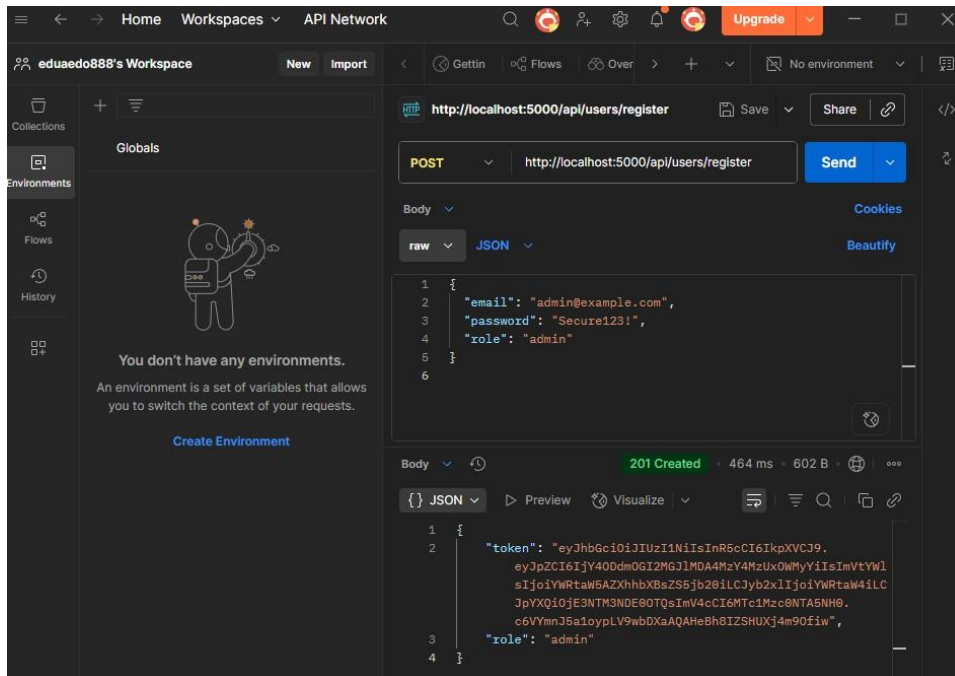 Home Workspaces API Network Upgrade
eduaedo888's Workspace New Import Gettin Flows Over No environment
Collections
Environments
Flows
History
Globals
You don't have any environments.
An environment is a set of variables that allows
you to switch the context of your requests.
Create Environment
HTTP http://localhost:5000/api/users/register Save Share
POST http://localhost:5000/api/users/register Send
Body Cookies
raw JSON Beautify
1 {
2 "email": "admin@example.com",
3 "password": "Secure123!",
4 "role": "admin"
5 }
6
Body 201 Created 464 ms 602 B
{} JSON Preview Visualize
1 {
2 "token": "eyJhbGciOiJIUzI1NiIsInR5cCI6IkpXVCJ9.
eyJpZCI6IjY4ODdmOGI2MGJlMDA4MzY4MzUxOWMyYiIsImVtYWl
sIjoiYWRtaW5AZXhhbXBsZS5jb20iLCJyb2xlIjoiYWRtaW4iLC
JpYXQiOjE3NTM3NDE0OTQsImV4cCI6MTc1Mzc0NTA5NH0.
c6VYmnJ5a1oypLV9wbDXaAQAHeBh8IZSHUXj4m9Ofiw",
3 "role": "admin"
4 }